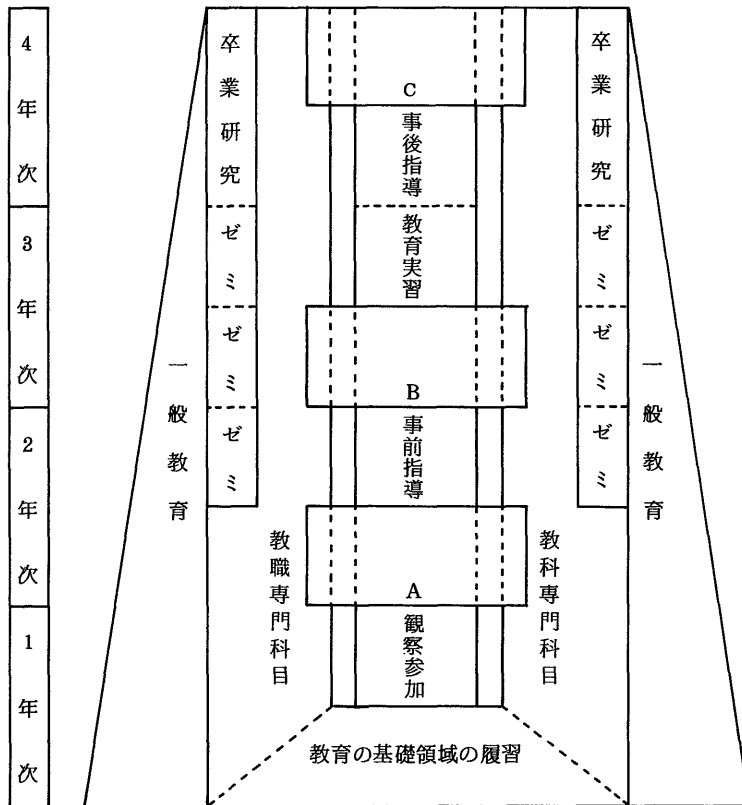 4年次
3年次
2年次
1年次
一般教育
卒業研究
ゼミ
ゼミ
ゼミ
教職専門科目
C
事後指導
教育実習
B
事前指導
A
観察参加
教育の基礎領域の履習
教科専門科目
卒業研究
ゼミ
ゼミ
ゼミ
一般教育